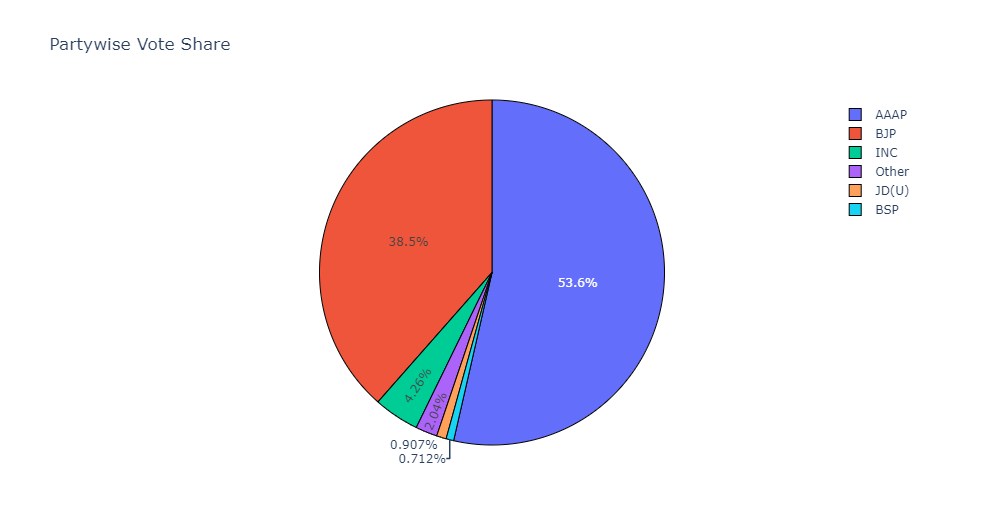 Partywise Vote Share
AAAP
BJP
INC
Other
JD(U)
BSP
38.5%
53.6%
4.26%
2.04%
0.907%
0.712%